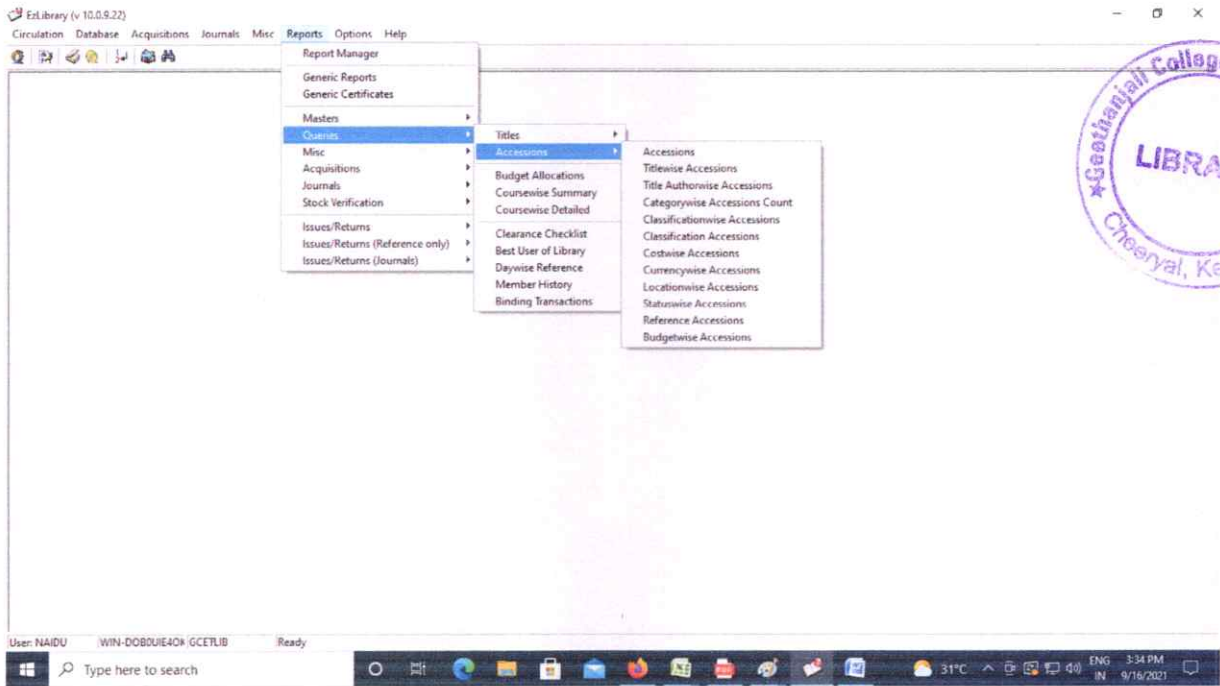 EzLibrary (v 10.0.9.22)
Circulation Database Acquisitions Journals Misc Reports Options Help
Report Manager
Generic Reports
Generic Certificates
Masters
Queries
Misc
Acquisitions
Journals
Stock Verification
Issues/Returns
Issues/Returns (Reference only)
Issues/Returns (Journals)
Titles
Accessions
Budget Allocations
Coursewise Summary
Coursewise Detailed
Clearance Checklist
Best User of Library
Daywise Reference
Member History
Binding Transactions
Accessions
Titlewise Accessions
Title Authorwise Accessions
Categorywise Accessions Count
Classificationwise Accessions
Classification Accessions
Costwise Accessions
Currencywise Accessions
Locationwise Accessions
Statuswise Accessions
Reference Accessions
Budgetwise Accessions
Geethanjali Colleg
LIBRA
Cheeryal, Ke
User: NAIDU GCETLIB Ready
Type here to search
31°C ENG 3:34 PM
IN 9/16/2021